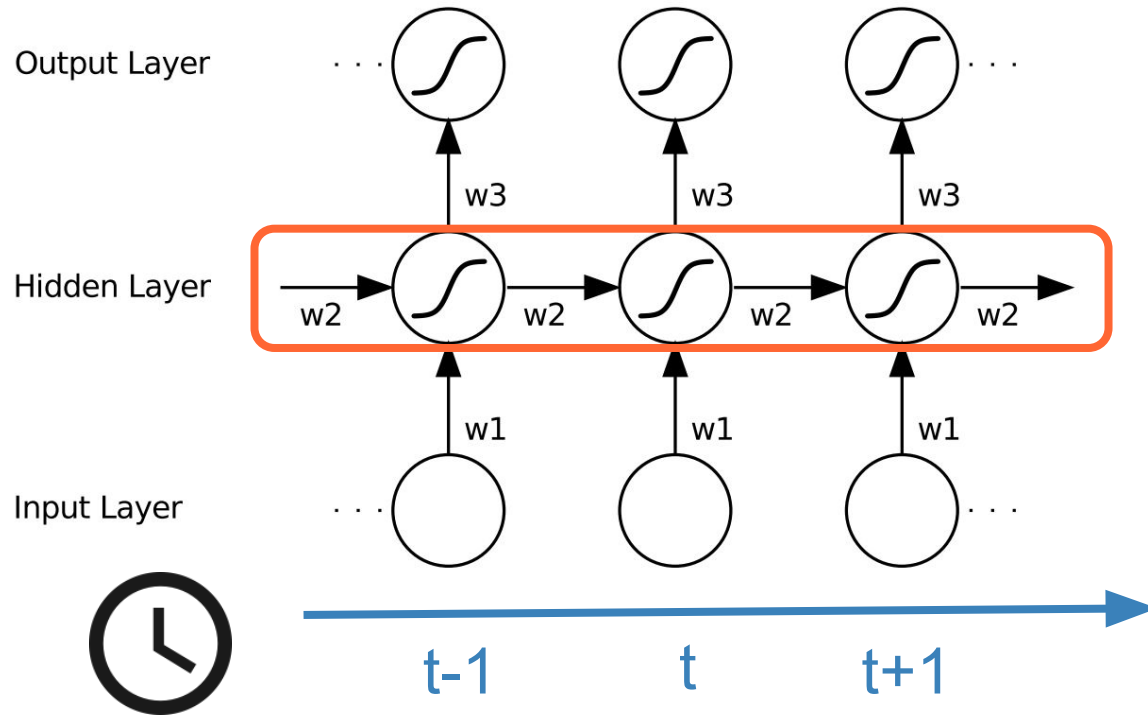 Output Layer . . . . . .
w3 w3 w3
Hidden Layer
w2 w2 w2 w2
w1 w1 w1
Input Layer . . . . . .
t-1 t t+1